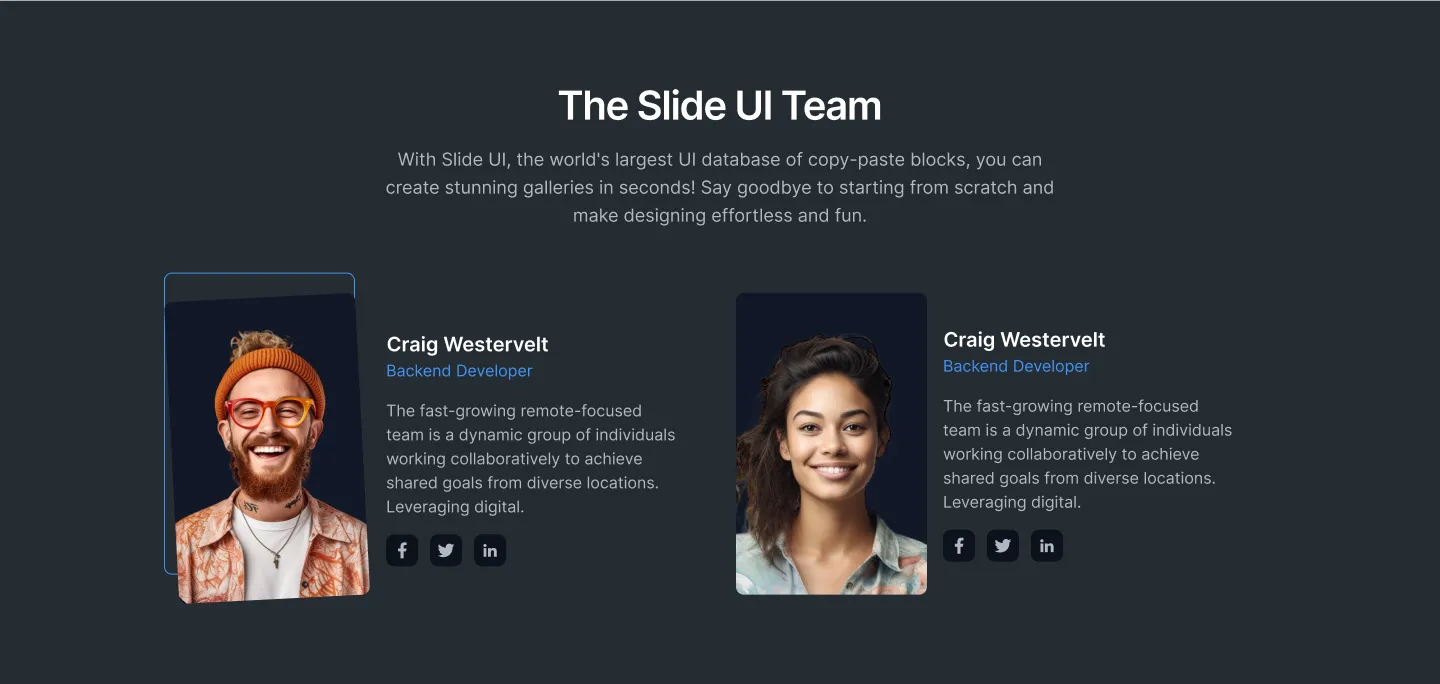 The Slide UI Team
With Slide UI, the world's largest UI database of copy-paste blocks, you can
create stunning galleries in seconds! Say goodbye to starting from scratch and
make designing effortless and fun.
Craig Westervelt
Backend Developer
The fast-growing remote-focused
team is a dynamic group of individuals
working collaboratively to achieve
shared goals from diverse locations.
Leveraging digital.
Craig Westervelt
Backend Developer
The fast-growing remote-focused
team is a dynamic group of individuals
working collaboratively to achieve
shared goals from diverse locations.
Leveraging digital.